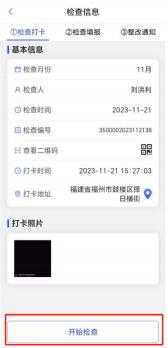 检查信息
①检查打卡 ②检查填报 ③整改通知
基本信息
检查月份 11月
检查人 刘洪利
检查时间 2023-11-21
检查编号 3500002023112138
查看二维码
打卡时间 2023-11-21 15:27:03
打卡地址 福建省福州市鼓楼区择
日横街
打卡照片
开始检查